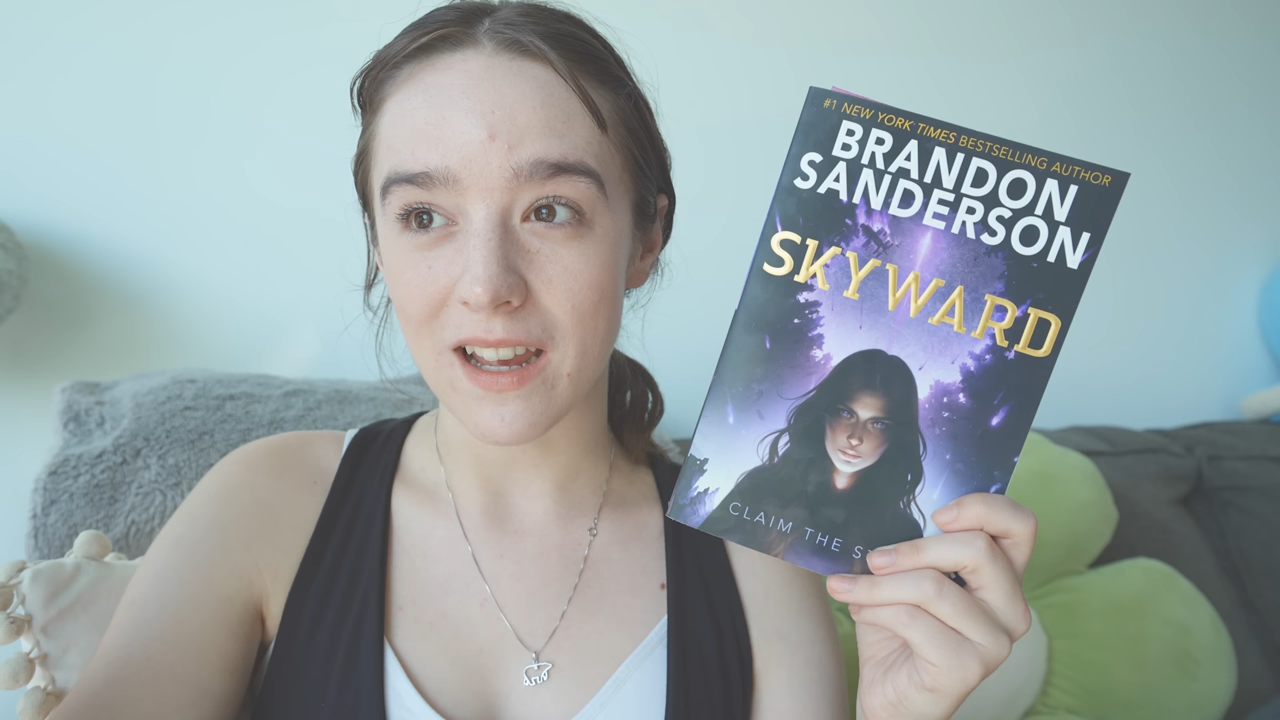 #1 NEW YORK TIMES BESTSELLING AUTHOR
BRANDON
SANDERSON
SKYWARD
CLAIM THE